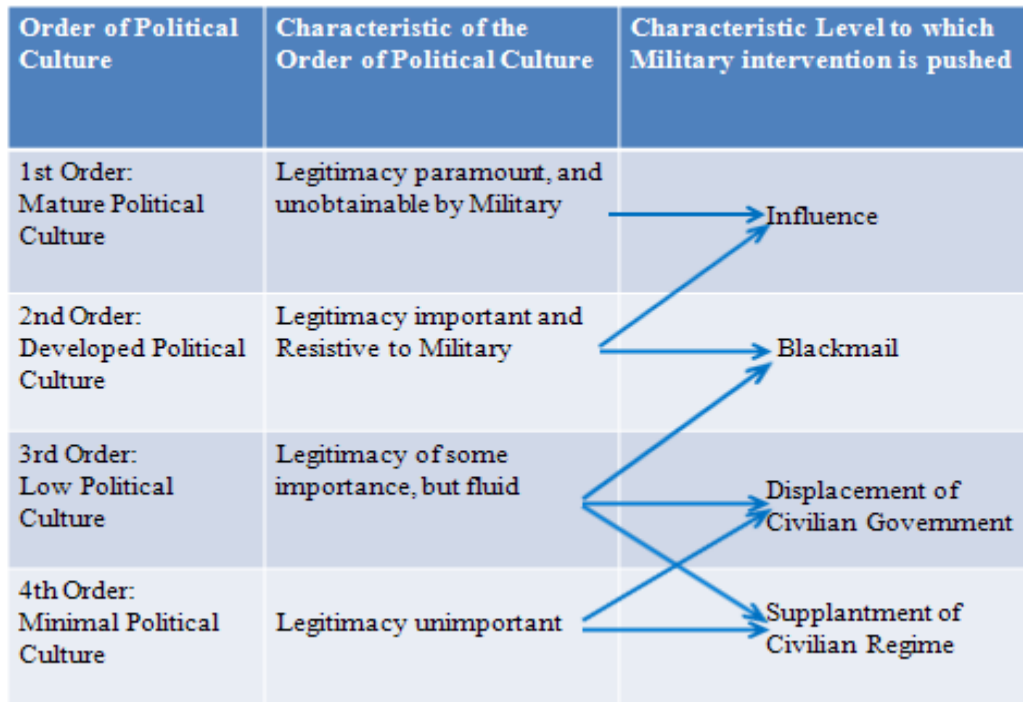 Order of Political
Culture
Characteristic of the
Order of Political Culture
Characteristic Level to which
Military intervention is pushed
1st Order:
Mature Political
Culture
Legitimacy paramount, and
unobtainable by Military
Influence
2nd Order:
Developed Political
Culture
Legitimacy important and
Resistive to Military
Blackmail
3rd Order:
Low Political
Culture
Legitimacy of some
importance, but fluid
Displacement of
Civilian Government
4th Order:
Minimal Political
Culture
Legitimacy unimportant
Supplantment of
Civilian Regime